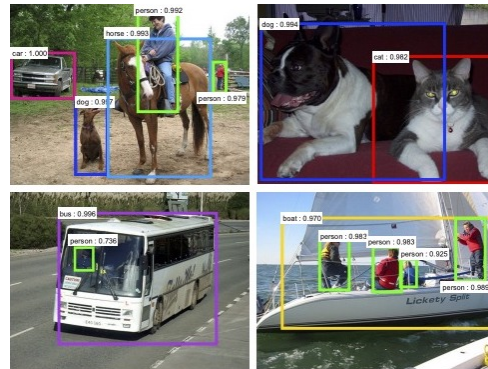 person : 0.992
horse : 0.993
car : 1.000
dog : 0.997
person : 0.979
dog : 0.994
cat : 0.982
bus : 0.996
person : 0.736
boat : 0.970
person : 0.983
person : 0.983
person : 0.925
person : 0.989
Lickety Split